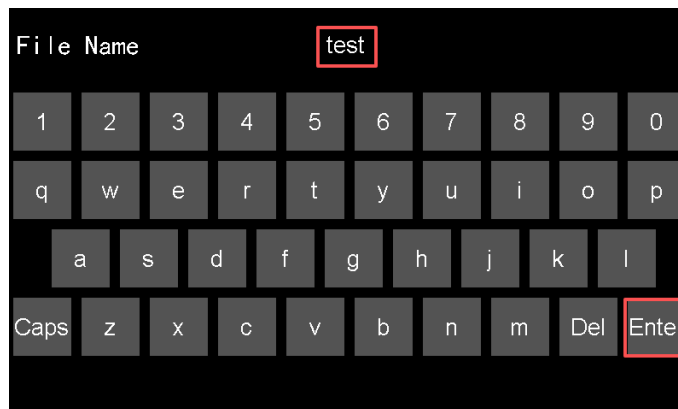 File Name test
1 2 3 4 5 6 7 8 9 0
q w e r t y u i o p
a s d f g h j k l
Caps z x c v b n m Del Ente